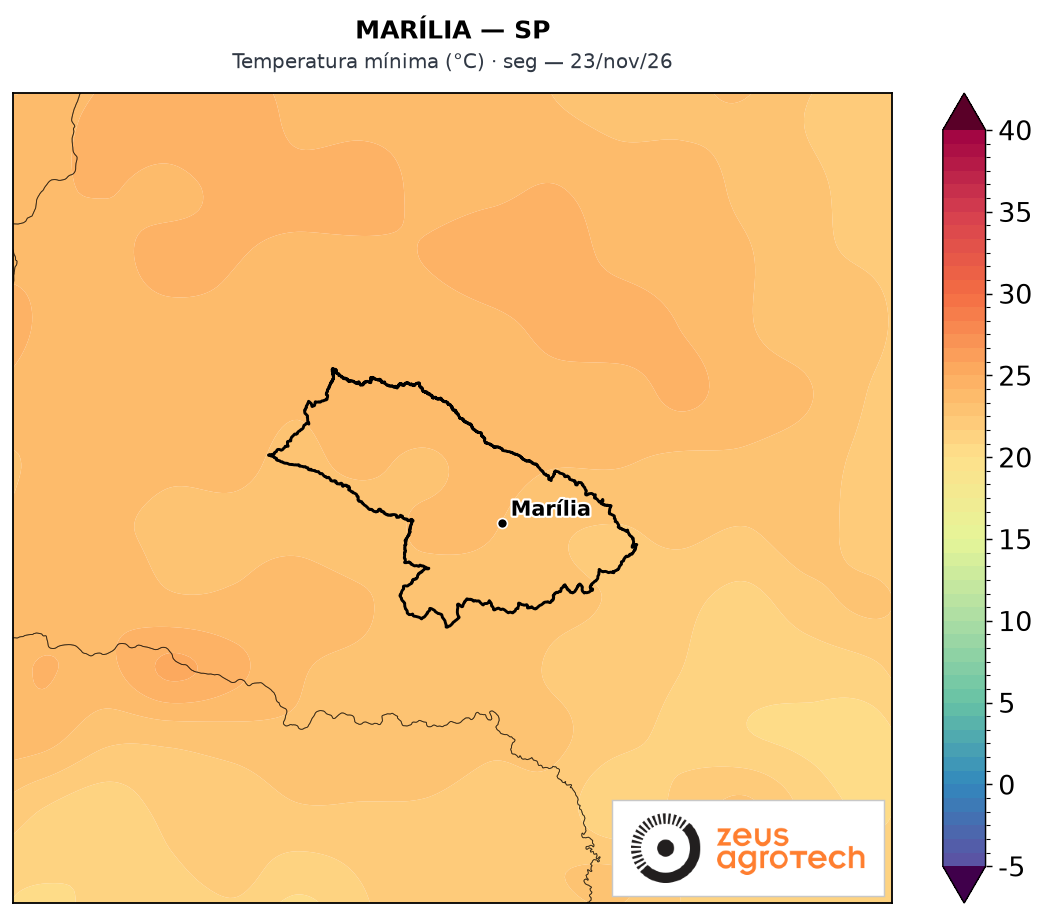 MARÍLIA — SP
Temperatura mínima (°C) · seg — 23/nov/26
40
35
30
25
20
15
10
5
0
-5
Marília
zeus
agrotech